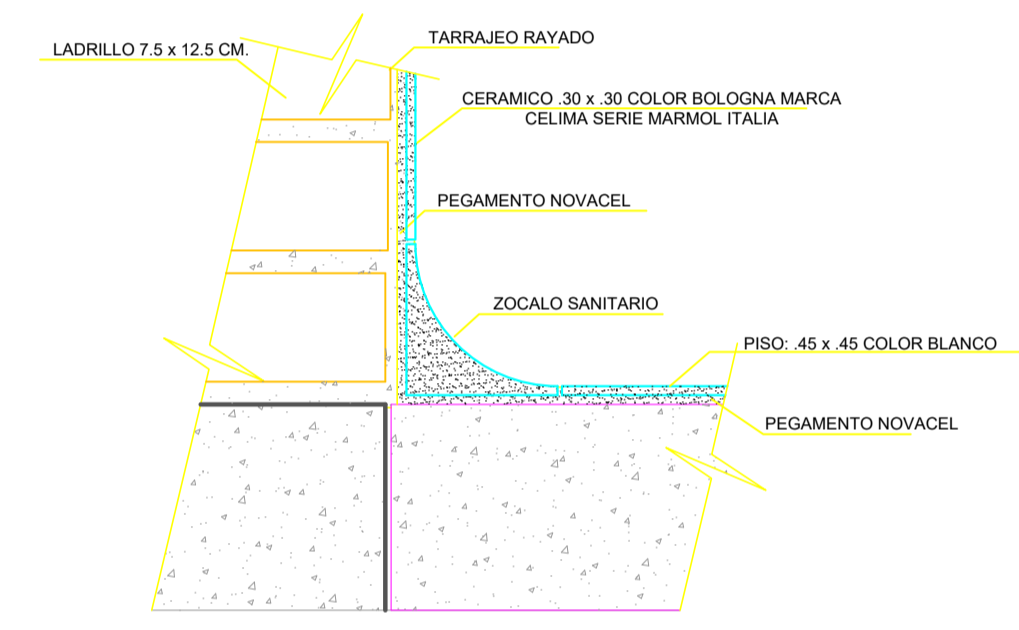 TARRAJEO RAYADO
LADRILLO 7.5 x 12.5 CM.
CERAMICO .30 x .30 COLOR BOLOGNA MARCA
CELIMA SERIE MARMOL ITALIA
PEGAMENTO NOVACEL
ZOCALO SANITARIO
PISO: .45 x .45 COLOR BLANCO
PEGAMENTO NOVACEL